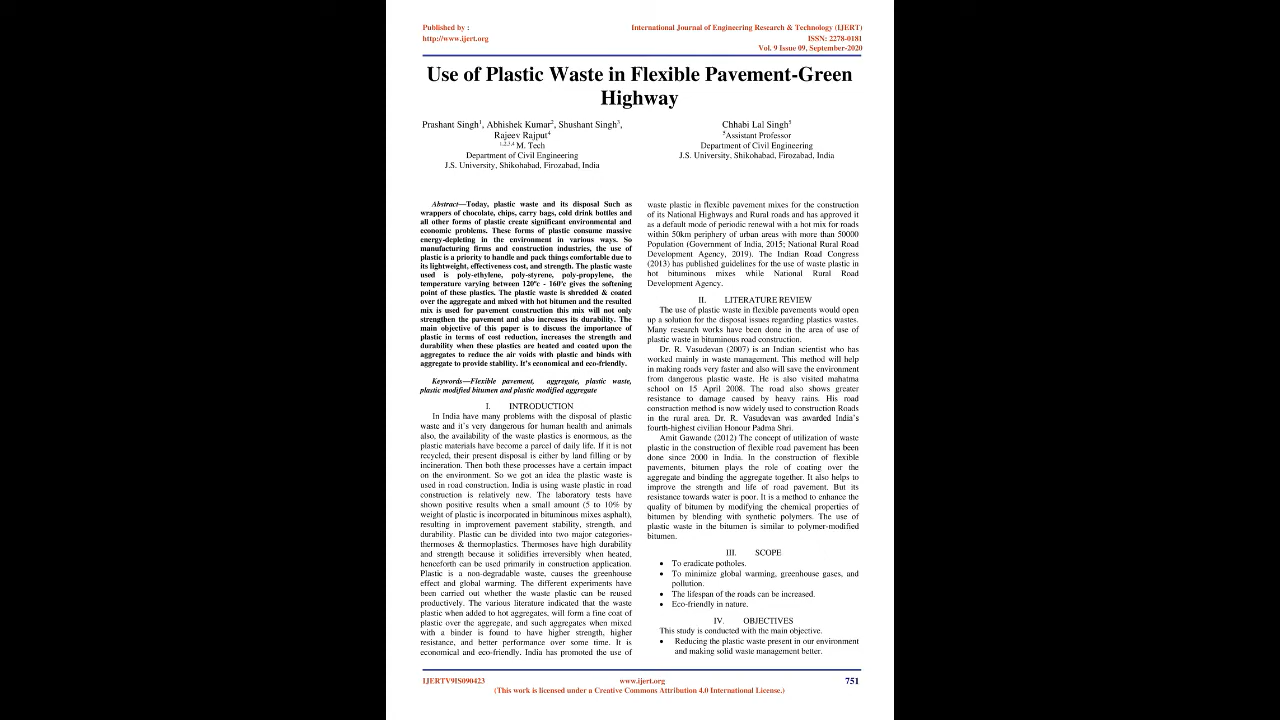 Published by :
http://www.ijert.org
International Journal of Engineering Research & Technology (IJERT)
ISSN: 2278-0181
Vol. 9 Issue 09, September-2020
Use of Plastic Waste in Flexible Pavement-Green
Highway
Prashant Singh1, Abhishek Kumar2, Shushant Singh3,
Rajeev Rajput4
1,2,3,4 M. Tech
Department of Civil Engineering
J.S. University, Shikohabad, Firozabad, India
Chhabi Lal Singh5
5Assistant Professor
Department of Civil Engineering
J.S. University, Shikohabad, Firozabad, India
Abstract—Today, plastic waste and its disposal Such as
wrappers of chocolate, chips, carry bags, cold drink bottles and
all other forms of plastic create significant environmental and
economic problems. These forms of plastic consume massive
energy-depleting in the environment in various ways. So
manufacturing firms and construction industries, the use of
plastic is a priority to handle and pack things comfortable due to
its lightweight, effectiveness cost, and strength. The plastic waste
used is poly-ethylene, poly-styrene, poly-propylene, the
temperature varying between 120ºc - 160ºc gives the softening
point of these plastics. The plastic waste is shredded & coated
over the aggregate and mixed with hot bitumen and the resulted
mix is used for pavement construction this mix will not only
strengthen the pavement and also increases its durability. The
main objective of this paper is to discuss the importance of
plastic in terms of cost reduction, increases the strength and
durability when these plastics are heated and coated upon the
aggregates to reduce the air voids with plastic and binds with
aggregate to provide stability. It's economical and eco-friendly.
Keywords—Flexible pavement, aggregate, plastic waste,
plastic modified bitumen and plastic modified aggregate
I. INTRODUCTION
In India have many problems with the disposal of plastic
waste and it's very dangerous for human health and animals
also, the availability of the waste plastics is enormous, as the
plastic materials have become a parcel of daily life. If it is not
recycled, their present disposal is either by land filling or by
incineration. Then both these processes have a certain impact
on the environment. So we got an idea the plastic waste is
used in road construction. India is using waste plastic in road
construction is relatively new. The laboratory tests have
shown positive results when a small amount (5 to 10% by
weight of plastic is incorporated in bituminous mixes asphalt),
resulting in improvement pavement stability, strength, and
durability. Plastic can be divided into two major categories-
thermoses & thermoplastics. Thermoses have high durability
and strength because it solidifies irreversibly when heated,
henceforth can be used primarily in construction application.
Plastic is a non-degradable waste, causes the greenhouse
effect and global warming. The different experiments have
been carried out whether the waste plastic can be reused
productively. The various literature indicated that the waste
plastic when added to hot aggregates, will form a fine coat of
plastic over the aggregate, and such aggregates when mixed
with a binder is found to have higher strength, higher
resistance, and better performance over some time. It is
economical and eco-friendly. India has promoted the use of
waste plastic in flexible pavement mixes for the construction
of its National Highways and Rural roads and has approved it
as a default mode of periodic renewal with a hot mix for roads
within 50km periphery of urban areas with more than 50000
Population (Government of India, 2015; National Rural Road
Development Agency, 2019). The Indian Road Congress
(2013) has published guidelines for the use of waste plastic in
hot bituminous mixes while National Rural Road
Development Agency.
II. LITERATURE REVIEW
The use of plastic waste in flexible pavements would open
up a solution for the disposal issues regarding plastics wastes.
Many research works have been done in the area of use of
plastic waste in bituminous road construction.
Dr. R. Vasudevan (2007) is an Indian scientist who has
worked mainly in waste management. This method will help
in making roads very faster and also will save the environment
from dangerous plastic waste. He is also visited mahatma
school on 15 April 2008. The road also shows greater
resistance to damage caused by heavy rains. His road
construction method is now widely used to construction Roads
in the rural area. Dr. R. Vasudevan was awarded India's
fourth-highest civilian Honour Padma Shri.
Amit Gawande (2012) The concept of utilization of waste
plastic in the construction of flexible road pavement has been
done since 2000 in India. In the construction of flexible
pavements, bitumen plays the role of coating over the
aggregate and binding the aggregate together. It also helps to
improve the strength and life of road pavement. But its
resistance towards water is poor. It is a method to enhance the
quality of bitumen by modifying the chemical properties of
bitumen by blending with synthetic polymers. The use of
plastic waste in the bitumen is similar to polymer-modified
bitumen.
III. SCOPE
• To eradicate potholes.
• To minimize global warming, greenhouse gases, and
pollution.
• The lifespan of the roads can be increased.
• Eco-friendly in nature.
IV. OBJECTIVES
This study is conducted with the main objective.
• Reducing the plastic waste present in our environment
and making solid waste management better.
IJERTV9IS090423
www.ijert.org
751
(This work is licensed under a Creative Commons Attribution 4.0 International License.)